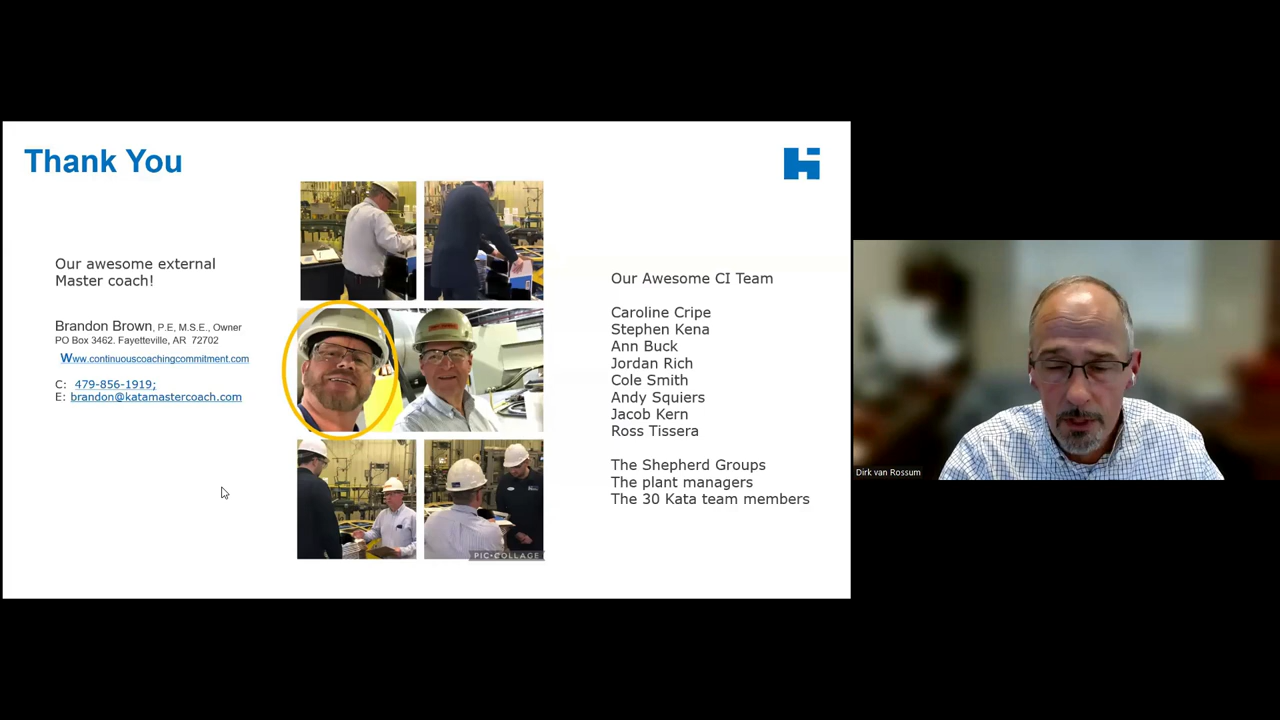 Thank You
Our awesome external
Master coach!
Brandon Brown, P.E, M.S.E., Owner
PO Box 3462. Fayetteville, AR 72702
Www.continuouscoachingcommitment.com
C: 479-856-1919;
E: brandon@katamastercoach.com
PIC•COLLAGE
Our Awesome CI Team
Caroline Cripe
Stephen Kena
Ann Buck
Jordan Rich
Cole Smith
Andy Squiers
Jacob Kern
Ross Tissera
The Shepherd Groups
The plant managers
The 30 Kata team members
Dirk van Rossum